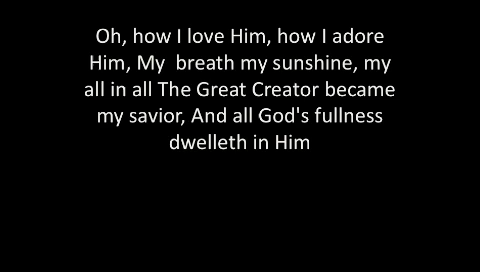 Oh, how I love Him, how I adore
Him, My  breath my sunshine, my
all in all The Great Creator became
my savior, And all God's fullness
dwelleth in Him